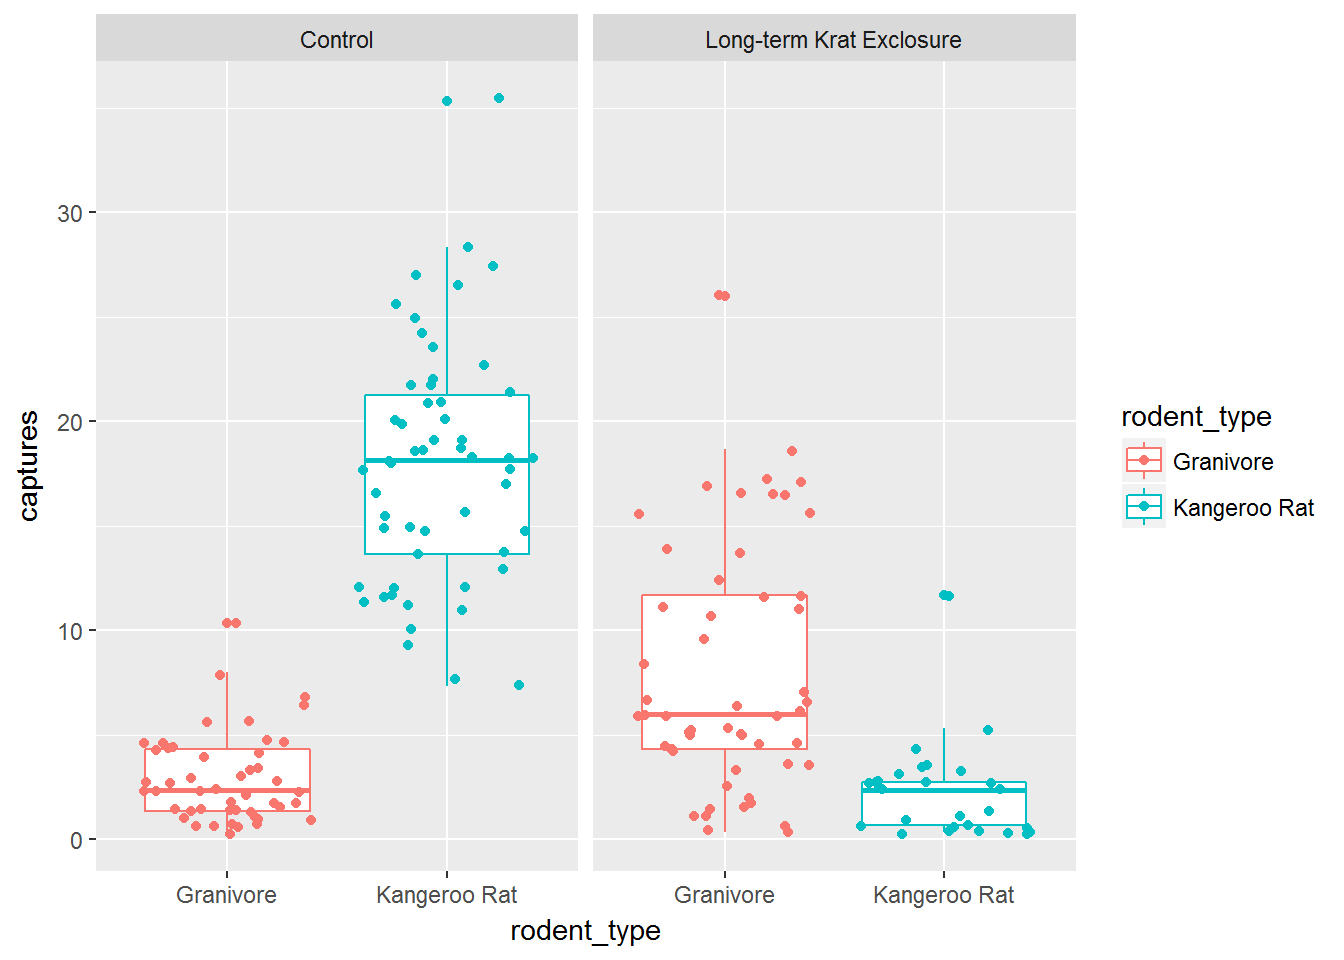 Control
Long-term Krat Exclosure
captures
30
20
10
0
Granivore
Kangeroo Rat
Granivore
Kangeroo Rat
rodent_type
rodent_type
Granivore
Kangeroo Rat